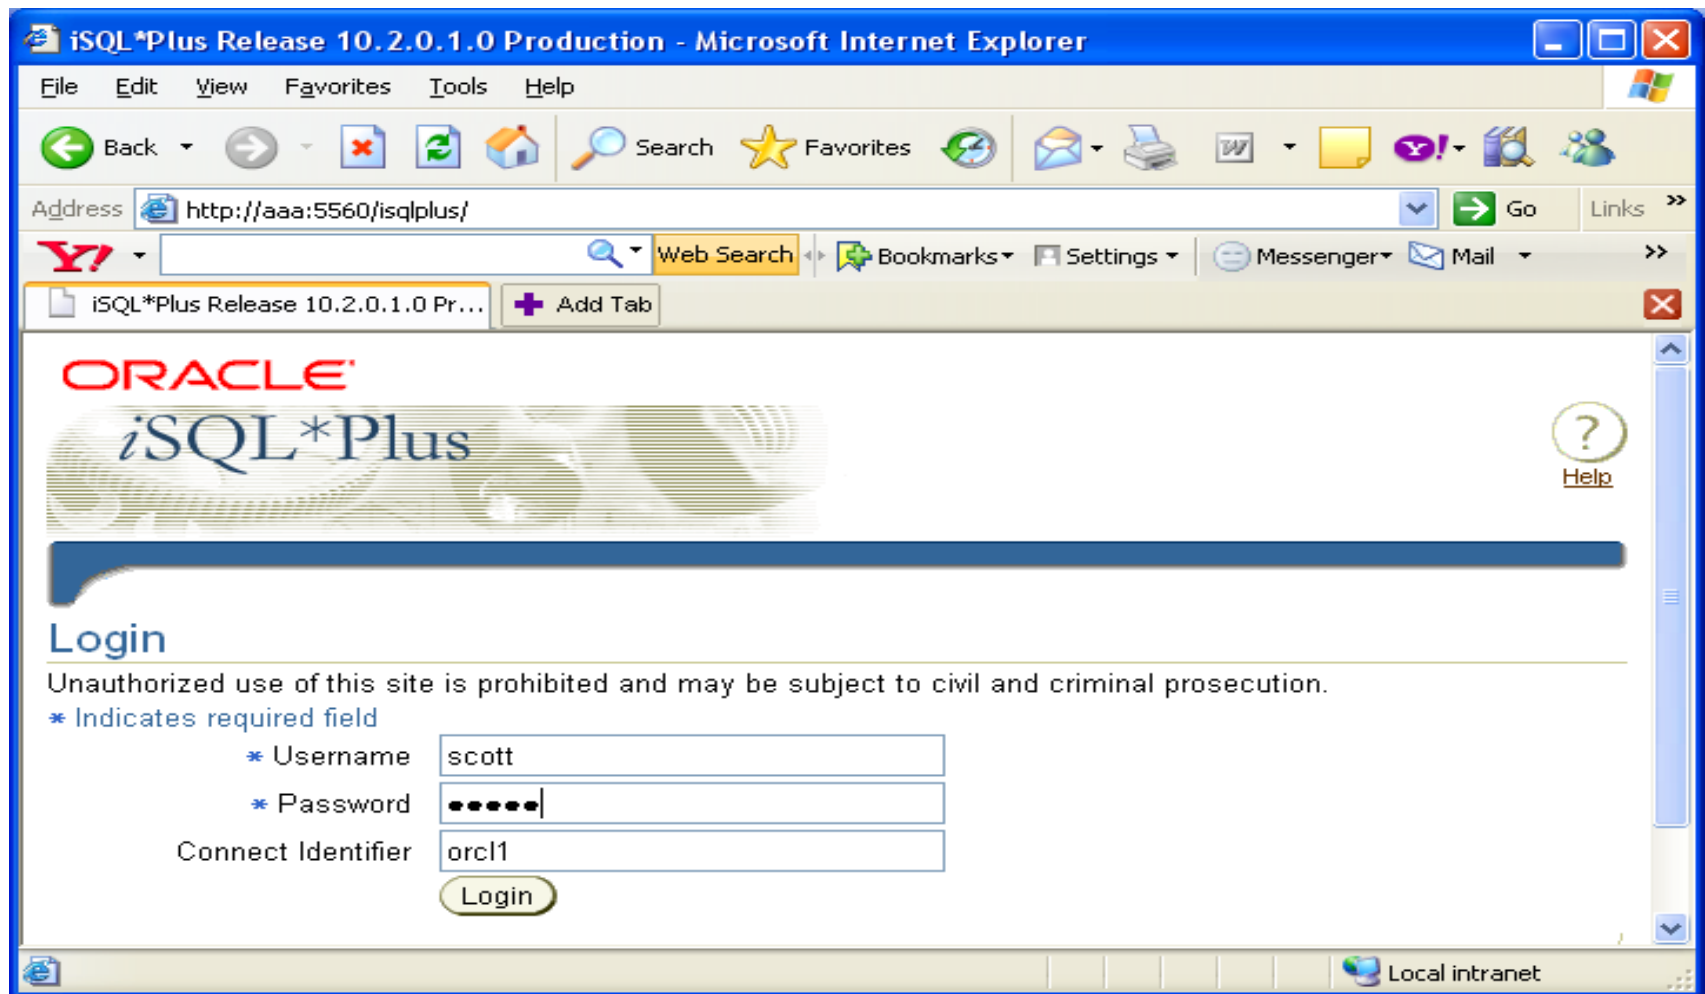 iSQL*Plus Release 10.2.0.1.0 Production - Microsoft Internet Explorer
File Edit View Favorites Tools Help
Back Search Favorites W Y!
Address http://aaa:5560/isqlplus/ Go Links »
Y! Web Search Bookmarks Settings Messenger Mail »
iSQL*Plus Release 10.2.0.1.0 Pr... Add Tab
ORACLE
iSQL*Plus
?
Help
Login
Unauthorized use of this site is prohibited and may be subject to civil and criminal prosecution.
* Indicates required field
* Username scott
* Password •••••
Connect Identifier orcl1
Login
Local intranet